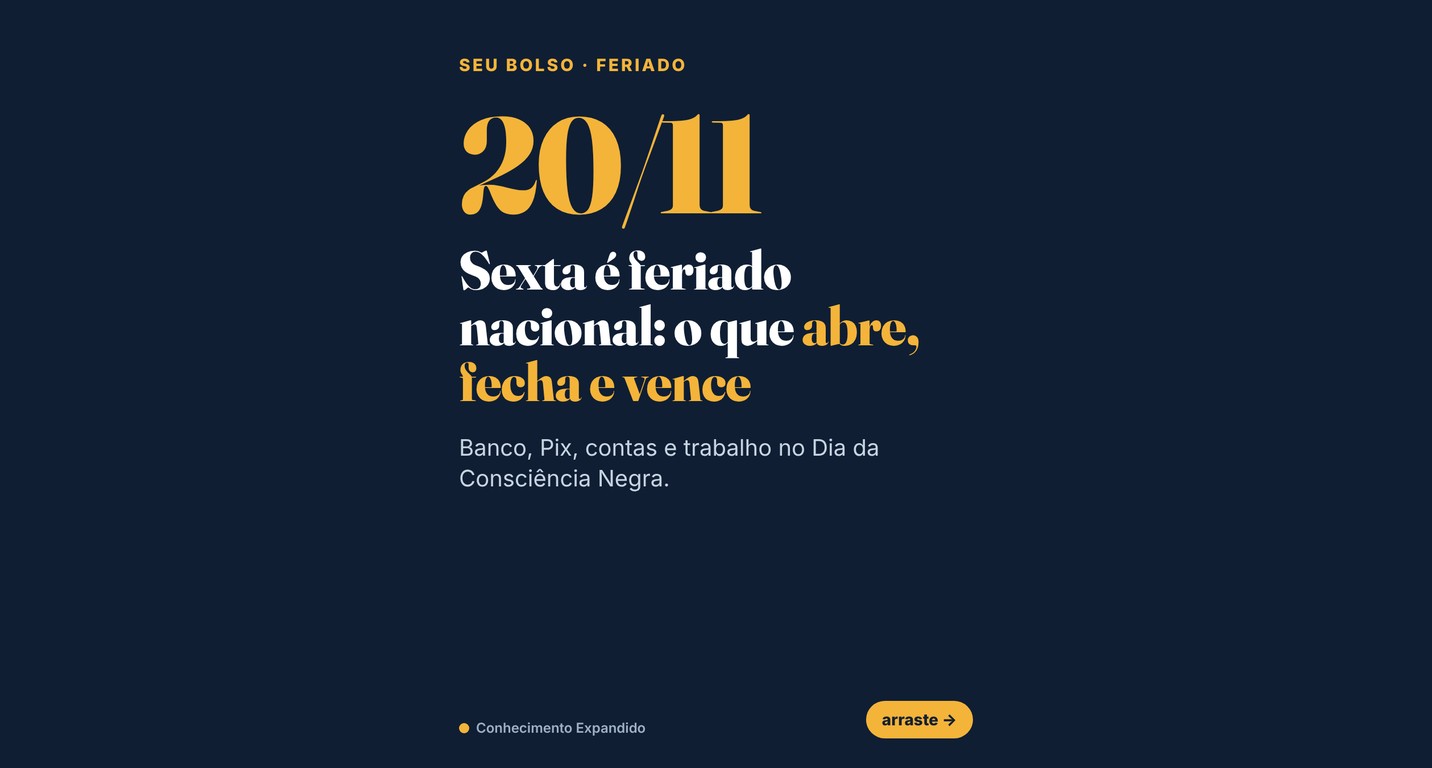 SEU BOLSO · FERIADO
20/11
Sexta é feriado
nacional: o que abre,
fecha e vence
Banco, Pix, contas e trabalho no Dia da
Consciência Negra.
Conhecimento Expandido
arraste →